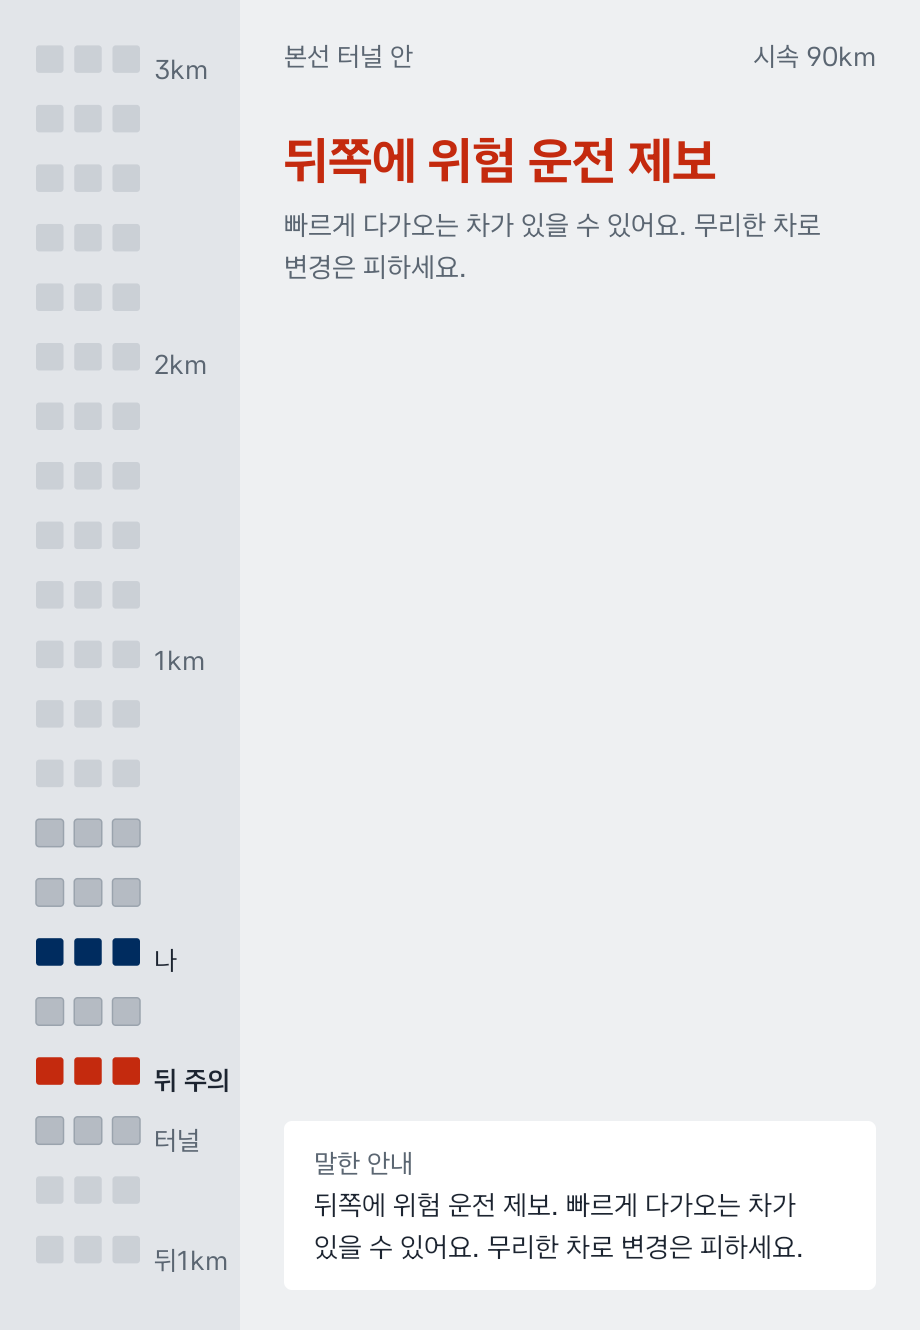 3km
2km
1km
나
뒤 주의
터널
뒤1km
본선 터널 안
시속 90km
뒤쪽에 위험 운전 제보
빠르게 다가오는 차가 있을 수 있어요. 무리한 차로
변경은 피하세요.
말한 안내
뒤쪽에 위험 운전 제보. 빠르게 다가오는 차가
있을 수 있어요. 무리한 차로 변경은 피하세요.